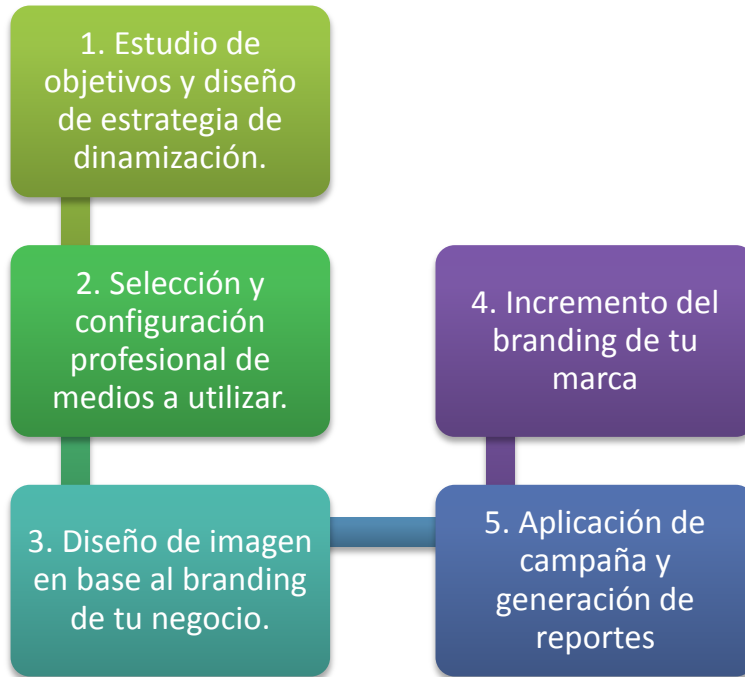 1. Estudio de
objetivos y diseño
de estrategia de
dinamización.
2. Selección y
configuración
profesional de
medios a utilizar.
3. Diseño de imagen
en base al branding
de tu negocio.
4. Incremento del
branding de tu
marca
5. Aplicación de
campaña y
generación de
reportes